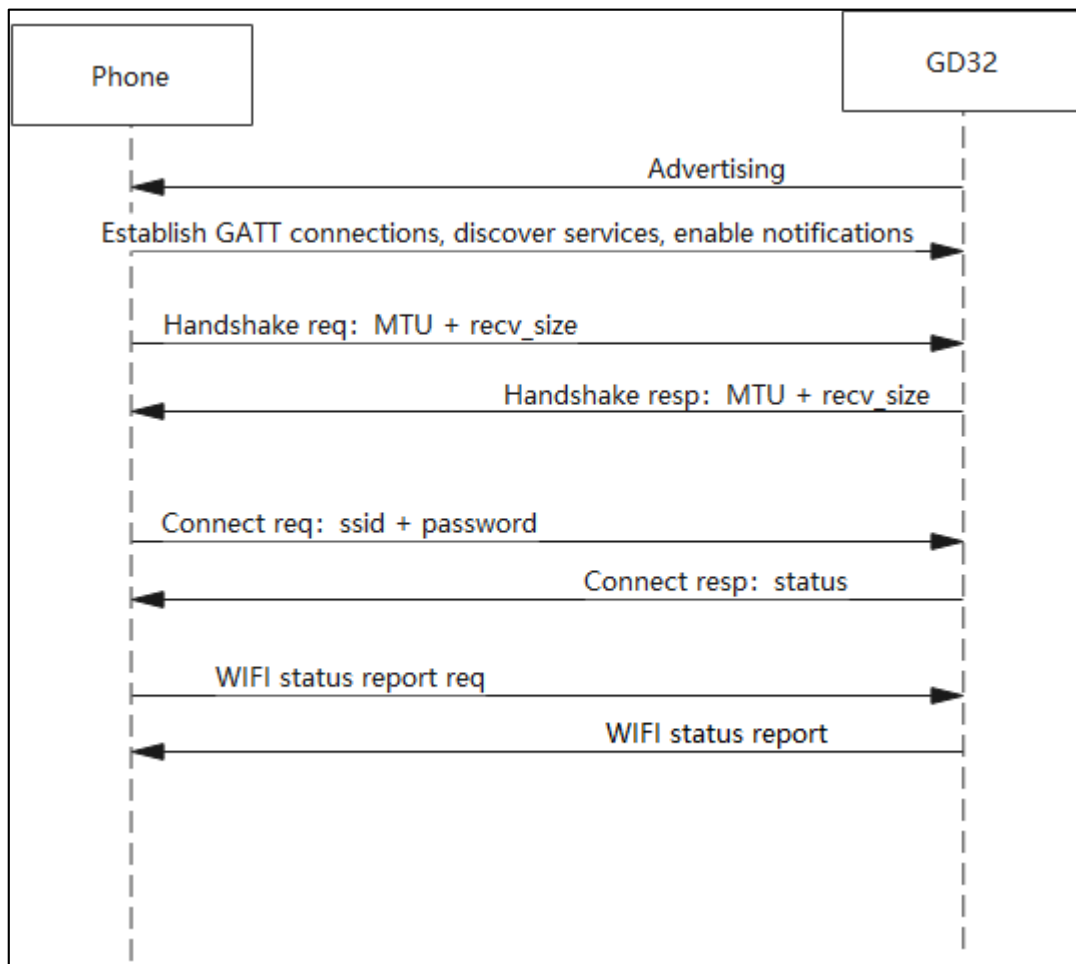 Phone
GD32
Advertising
Establish GATT connections, discover services, enable notifications
Handshake req：MTU + recv_size
Handshake resp：MTU + recv_size
Connect req：ssid + password
Connect resp：status
WIFI status report req
WIFI status report